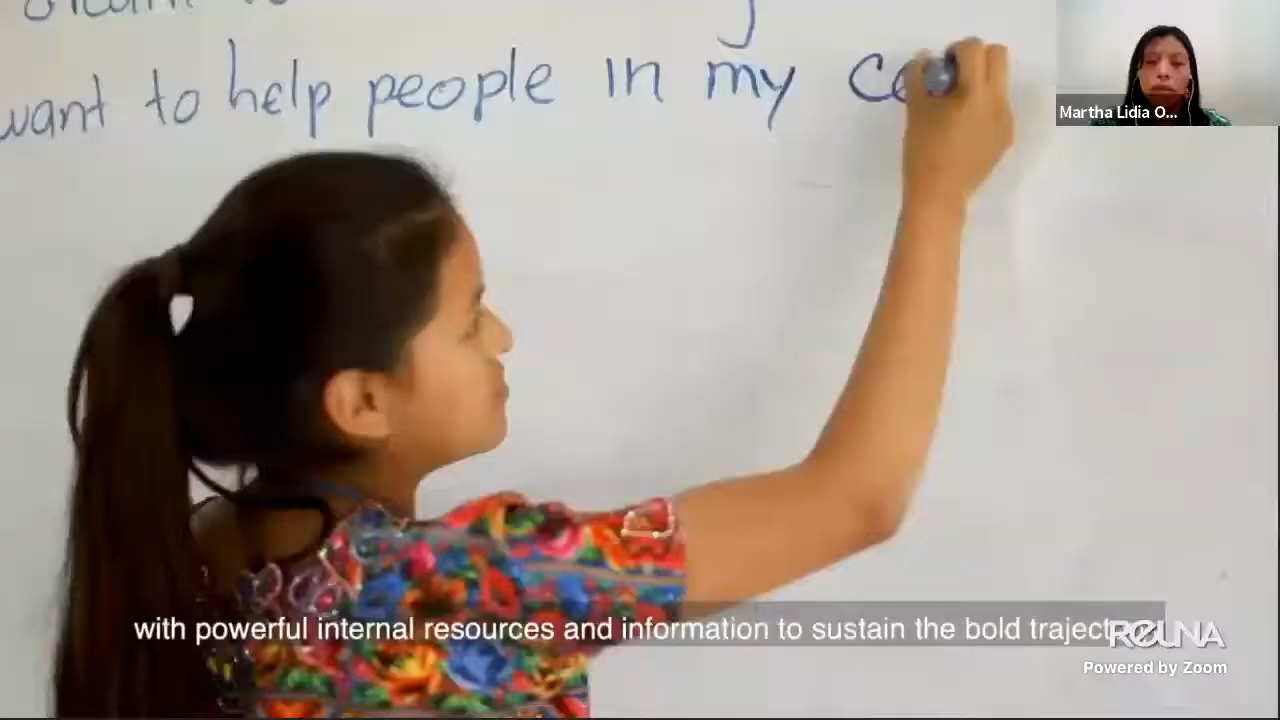 want to help people in my
Martha Lidia O...
with powerful internal resources and information to sustain the bold
Powered by Zoom